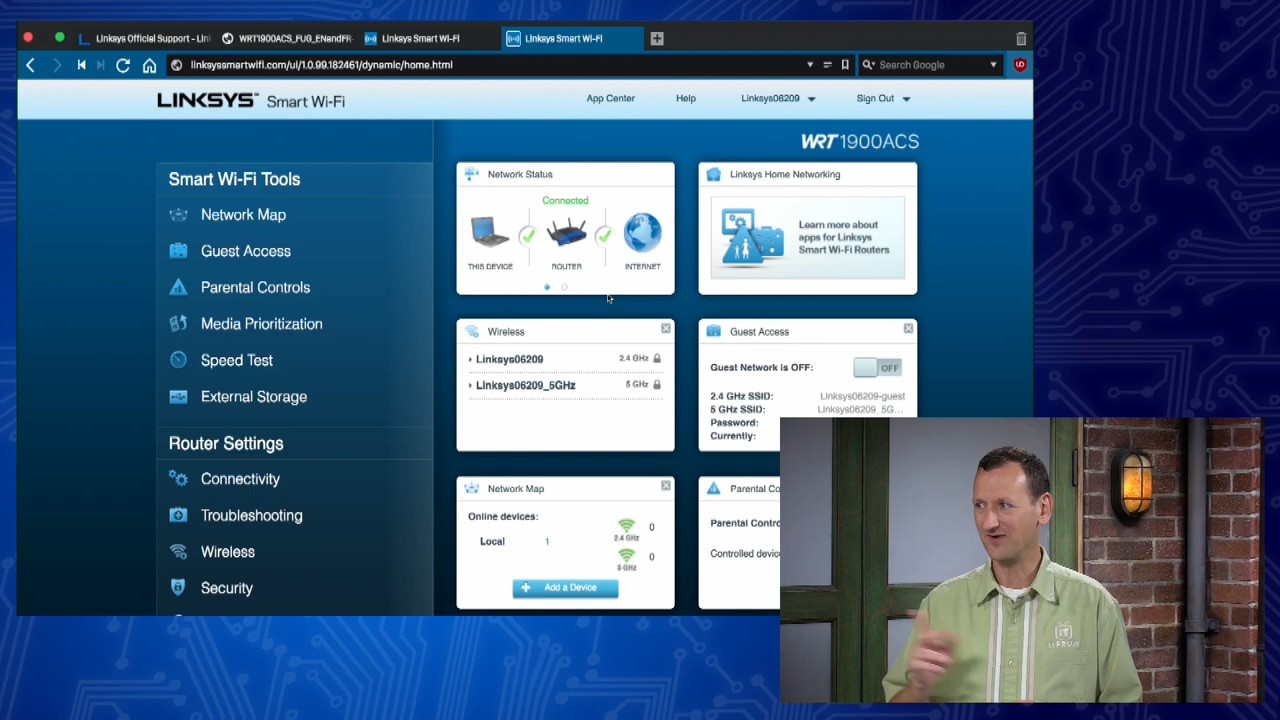 Linksys Official Support - Lin
WRT1900ACS_FUG_ENandFR-
Linksys Smart Wi-Fi
Linksys Smart Wi-Fi
linksyssmartwifi.com/ui/1.0.99.182461/dynamic/home.html
Search Google
LINKSYS™ Smart Wi-Fi
App Center
Help
Linksys06209
Sign Out
WRT1900ACS
Smart Wi-Fi Tools
Network Map
Guest Access
Parental Controls
Media Prioritization
Speed Test
External Storage
Router Settings
Connectivity
Troubleshooting
Wireless
Security
Network Status
Connected
THIS DEVICE
ROUTER
INTERNET
Linksys Home Networking
Learn more about
apps for Linksys
Smart Wi-Fi Routers
Wireless
Linksys06209 2.4 GHz
Linksys06209_5GHz 5 GHz
Guest Access
Guest Network is OFF: OFF
2.4 GHz SSID: Linksys06209-guest
5 GHz SSID: Linksys06209_5G...
Password:
Currently:
Network Map
Online devices:
Local 1
0
2.4 GHz
0
5 GHz
Add a Device
Parental Co
Parental Contro
Controlled devic